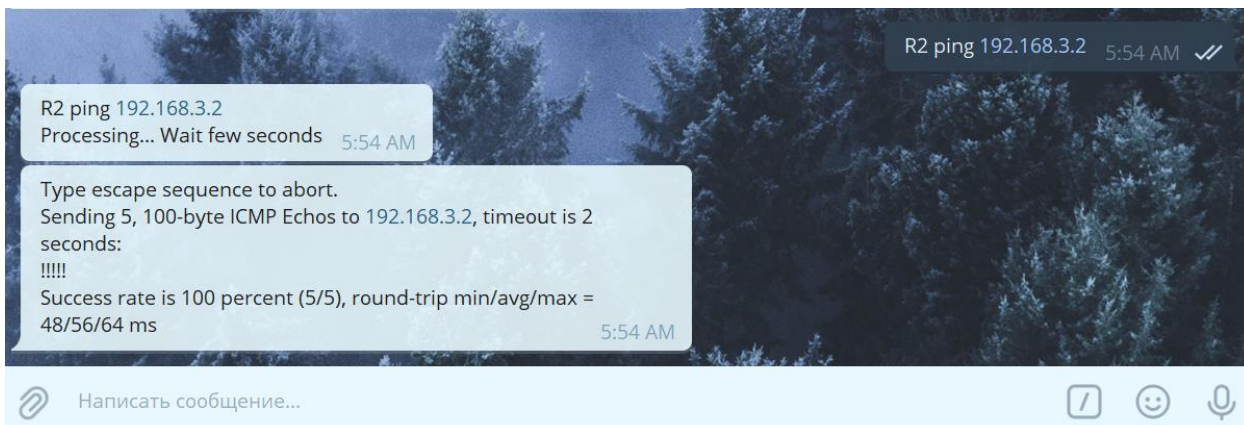 R2 ping 192.168.3.2 5:54 AM
R2 ping 192.168.3.2
Processing... Wait few seconds 5:54 AM
Type escape sequence to abort.
Sending 5, 100-byte ICMP Echos to 192.168.3.2, timeout is 2
seconds:
!!!!!
Success rate is 100 percent (5/5), round-trip min/avg/max =
48/56/64 ms 5:54 AM
Написать сообщение...